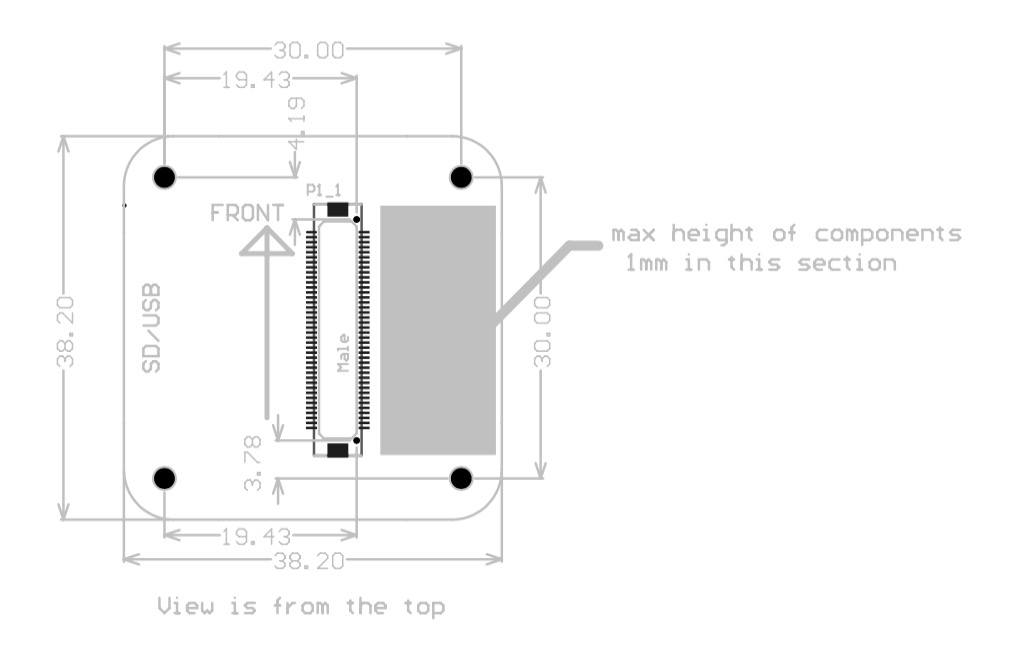 30.00
19.43
4.19
P1_1
FRONT
max height of components
1mm in this section
38.20
SD/USB
Male
30.00
3.78
19.43
38.20
View is from the top